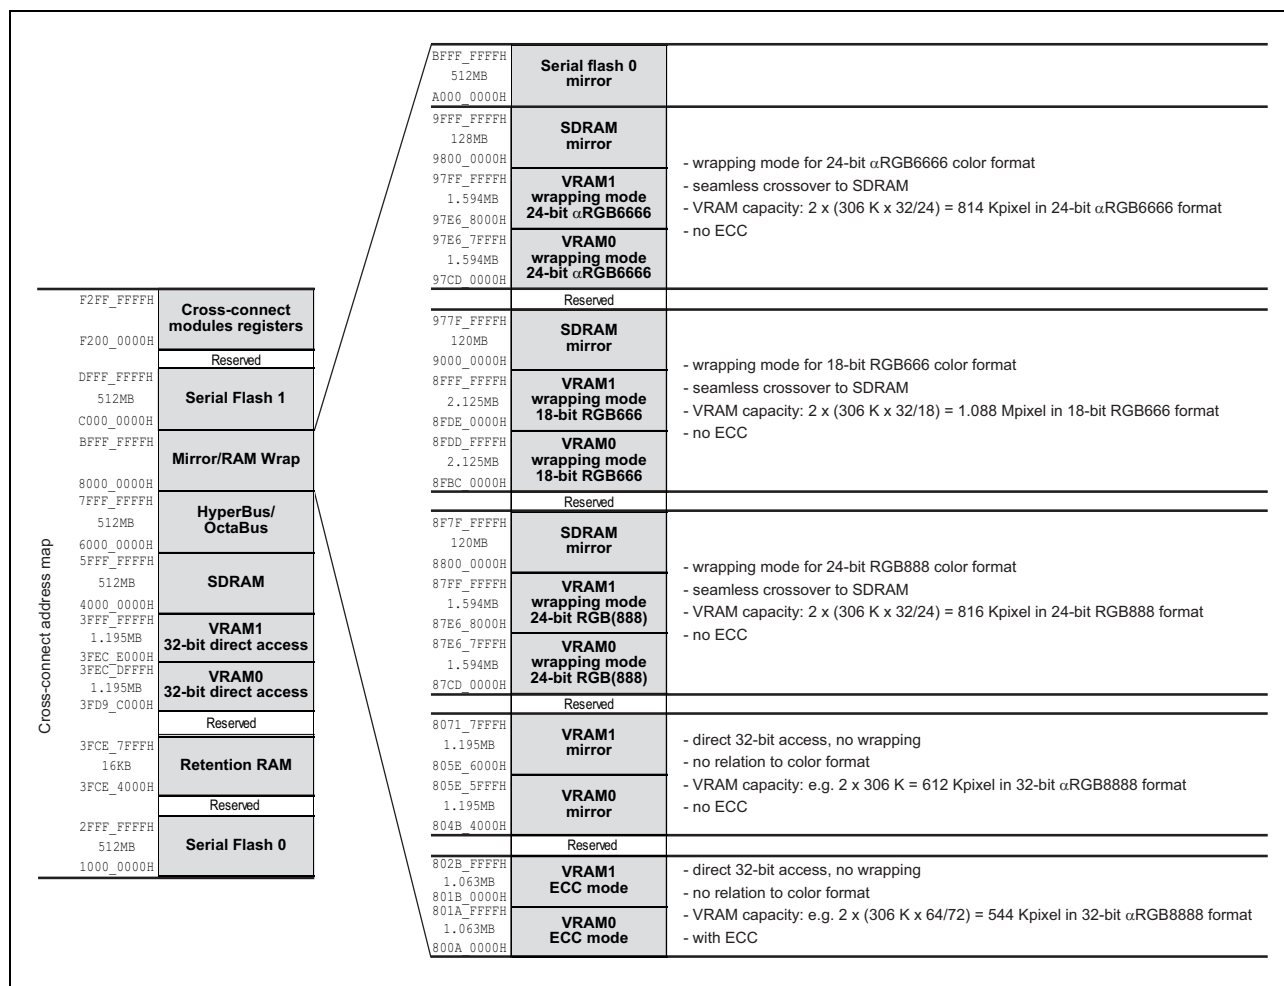 Cross-connect address map
F2FF_FFFFH
Cross-connect
modules registers
F200_0000H
Reserved
DFFF_FFFFH
512MB
Serial Flash 1
C000_0000H
BFFF_FFFFH
Mirror/RAM Wrap
8000_0000H
7FFF_FFFFH
512MB
HyperBus/
OctaBus
6000_0000H
5FFF_FFFFH
512MB
SDRAM
4000_0000H
3FFF_FFFFH
1.195MB
VRAM1
32-bit direct access
3FEC_E000H
3FEC_DFFFH
1.195MB
VRAM0
32-bit direct access
3FD9_C000H
Reserved
3FCE_7FFFH
16KB
Retention RAM
3FCE_4000H
Reserved
2FFF_FFFFH
512MB
Serial Flash 0
1000_0000H
BFFF_FFFFH
512MB
Serial flash 0
mirror
A000_0000H
9FFF_FFFFH
128MB
SDRAM
mirror
9800_0000H
97FF_FFFFH
1.594MB
VRAM1
wrapping mode
24-bit αRGB6666
97E6_8000H
97E6_7FFFH
1.594MB
VRAM0
wrapping mode
24-bit αRGB6666
97CD_0000H
- wrapping mode for 24-bit αRGB6666 color format
- seamless crossover to SDRAM
- VRAM capacity: 2 x (306 K x 32/24) = 814 Kpixel in 24-bit αRGB6666 format
- no ECC
Reserved
977F_FFFFH
120MB
SDRAM
mirror
9000_0000H
8FFF_FFFFH
2.125MB
VRAM1
wrapping mode
18-bit RGB666
8FDE_0000H
8FDD_FFFFH
2.125MB
VRAM0
wrapping mode
18-bit RGB666
8FBC_0000H
- wrapping mode for 18-bit RGB666 color format
- seamless crossover to SDRAM
- VRAM capacity: 2 x (306 K x 32/18) = 1.088 Mpixel in 18-bit RGB666 format
- no ECC
Reserved
8F7F_FFFFH
120MB
SDRAM
mirror
8800_0000H
87FF_FFFFH
1.594MB
VRAM1
wrapping mode
24-bit RGB(888)
87E6_8000H
87E6_7FFFH
1.594MB
VRAM0
wrapping mode
24-bit RGB(888)
87CD_0000H
- wrapping mode for 24-bit RGB888 color format
- seamless crossover to SDRAM
- VRAM capacity: 2 x (306 K x 32/24) = 816 Kpixel in 24-bit RGB888 format
- no ECC
Reserved
8071_7FFFH
1.195MB
VRAM1
mirror
805E_6000H
805E_5FFFH
1.195MB
VRAM0
mirror
804B_4000H
- direct 32-bit access, no wrapping
- no relation to color format
- VRAM capacity: e.g. 2 x 306 K = 612 Kpixel in 32-bit αRGB8888 format
- no ECC
Reserved
802B_FFFFH
1.063MB
VRAM1
ECC mode
801B_0000H
801A_FFFFH
1.063MB
VRAM0
ECC mode
800A_0000H
- direct 32-bit access, no wrapping
- no relation to color format
- VRAM capacity: e.g. 2 x (306 K x 64/72) = 544 Kpixel in 32-bit αRGB8888 format
- with ECC